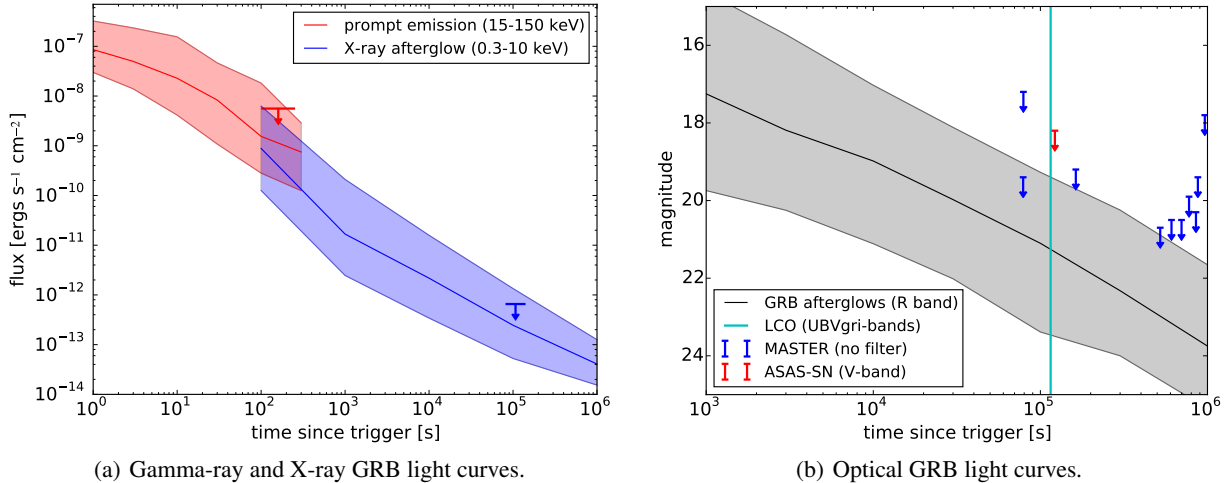 prompt emission (15-150 keV)
X-ray afterglow (0.3-10 keV)
flux [ergs s⁻¹ cm⁻²]
10⁻⁷
10⁻⁸
10⁻⁹
10⁻¹⁰
10⁻¹¹
10⁻¹²
10⁻¹³
10⁻¹⁴
10⁰ 10¹ 10² 10³ 10⁴ 10⁵ 10⁶
time since trigger [s]
(a) Gamma-ray and X-ray GRB light curves.
magnitude
16
18
20
22
24
GRB afterglows (R band)
LCO (UBVgri-bands)
MASTER (no filter)
ASAS-SN (V-band)
10³ 10⁴ 10⁵ 10⁶
time since trigger [s]
(b) Optical GRB light curves.